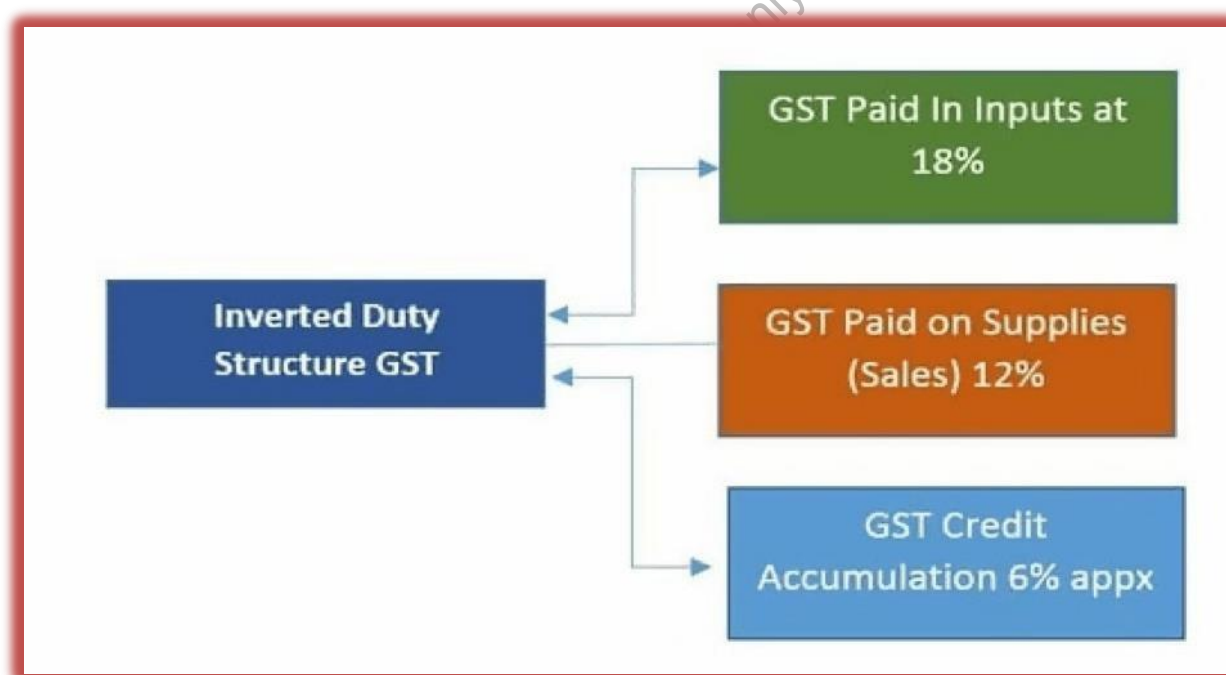 GST Paid In Inputs at
18%
Inverted Duty
Structure GST
GST Paid on Supplies
(Sales) 12%
GST Credit
Accumulation 6% appx